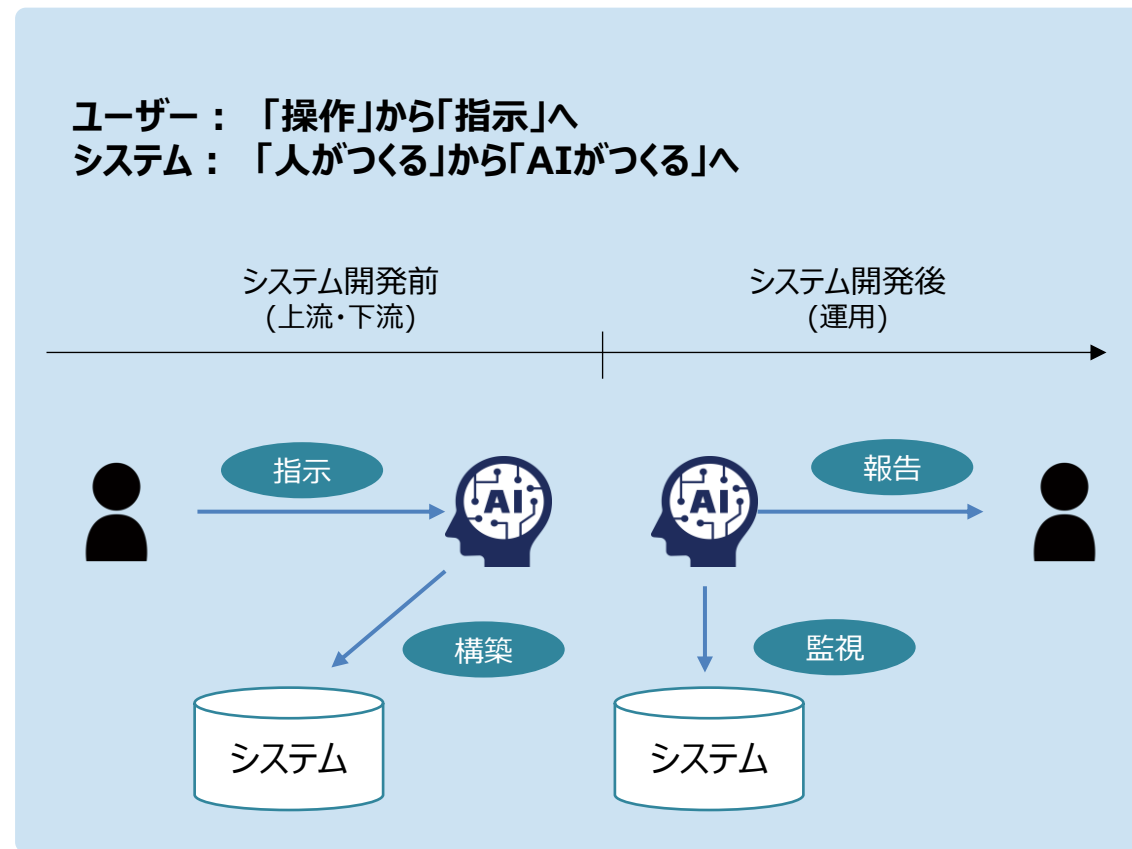 ユーザー： 「操作」から「指示」へ
システム： 「人がつくる」から「AIがつくる」へ
システム開発前
(上流・下流)
システム開発後
(運用)
指示
報告
AI
AI
構築
監視
システム
システム